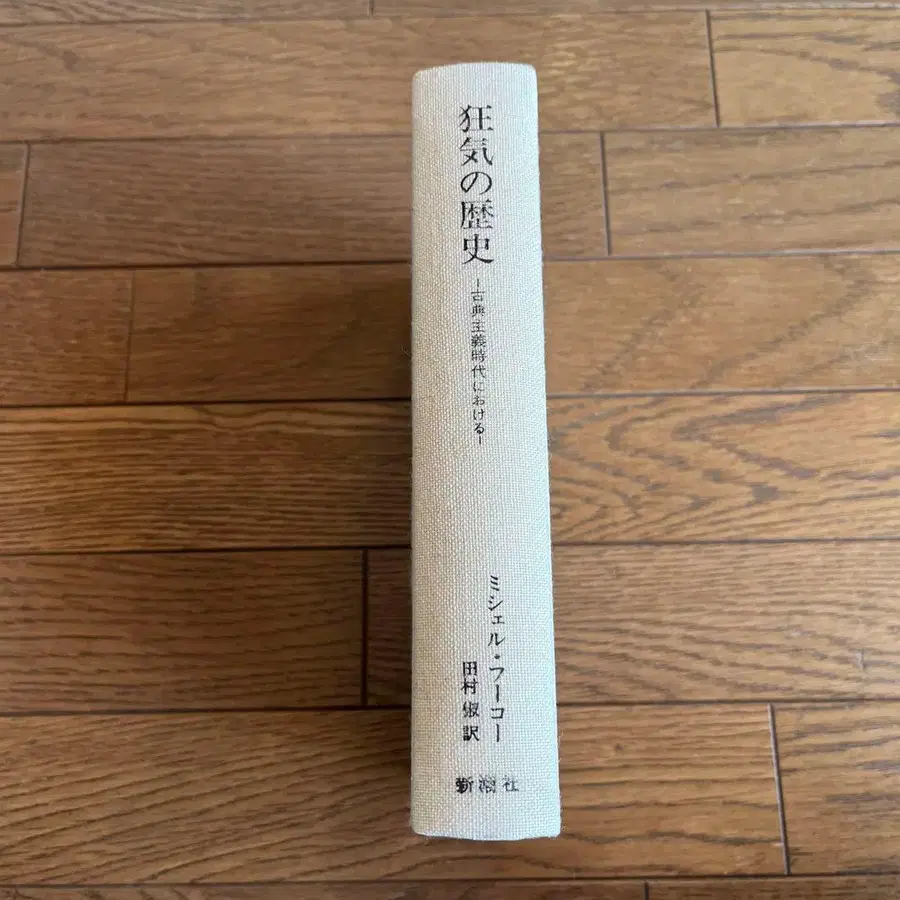 狂気の歴史
―古典主義時代における―
ミシェル・フーコー
田村 俶訳
新潮社